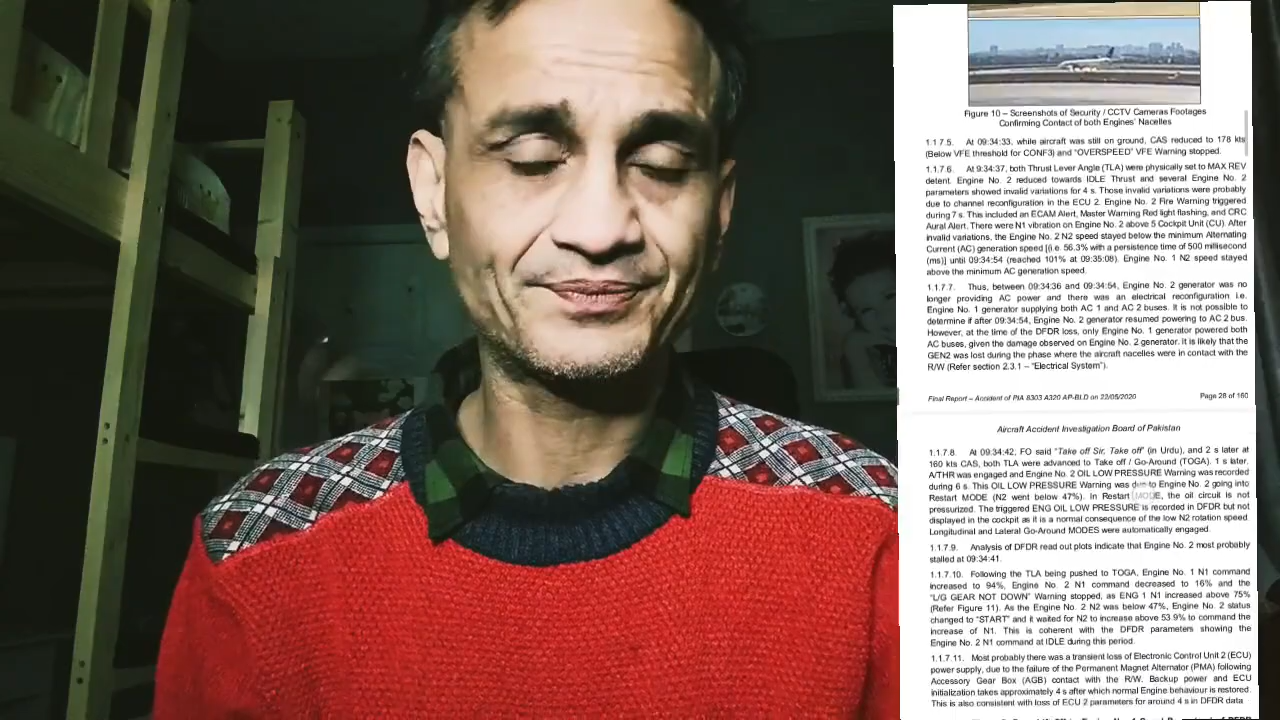 Figure 10 – Screenshots of Security / CCTV Cameras Footages
Confirming Contact of both Engines' Nacelles
1.1.7.5. At 09:34:33, while aircraft was still on ground, CAS reduced to 178 kts
(Below VFE threshold for CONF3) and "OVERSPEED" VFE Warning stopped.
1.1.7.6. At 9:34:37, both Thrust Lever Angle (TLA) were physically set to MAX REV
detent. Engine No. 2 reduced towards IDLE Thrust and several Engine No. 2
parameters showed invalid variations for 4 s. Those invalid variations were probably
due to channel reconfiguration in the ECU 2. Engine No. 2 Fire Warning triggered
during 7 s. This included an ECAM Alert, Master Warning Red light flashing, and CRC
Aural Alert. There were N1 vibration on Engine No. 2 above 5 Cockpit Unit (CU). After
invalid variations, the Engine No. 2 N2 speed stayed below the minimum Alternating
Current (AC) generation speed [(i.e. 56.3% with a persistence time of 500 millisecond
(ms)] until 09:34:54 (reached 101% at 09:35:08). Engine No. 1 N2 speed stayed
above the minimum AC generation speed.
1.1.7.7. Thus, between 09:34:36 and 09:34:54, Engine No. 2 generator was no
longer providing AC power and there was an electrical reconfiguration i.e.
Engine No. 1 generator supplying both AC 1 and AC 2 buses. It is not possible to
determine if after 09:34:54, Engine No. 2 generator resumed powering to AC 2 bus.
However, at the time of the DFDR loss, only Engine No. 1 generator powered both
AC buses, given the damage observed on Engine No. 2 generator. It is likely that the
GEN2 was lost during the phase where the aircraft nacelles were in contact with the
R/W (Refer section 2.3.1 – "Electrical System").
Final Report – Accident of PIA 8303 A320 AP-BLD on 22/05/2020 Page 28 of 160
Aircraft Accident Investigation Board of Pakistan
1.1.7.8. At 09:34:42, FO said "Take off Sir, Take off" (in Urdu), and 2 s later at
160 kts CAS, both TLA were advanced to Take off / Go-Around (TOGA). 1 s later,
A/THR was engaged and Engine No. 2 OIL LOW PRESSURE Warning was recorded
during 6 s. This OIL LOW PRESSURE Warning was due to Engine No. 2 going into
Restart MODE (N2 went below 47%). In Restart MODE, the oil circuit is not
pressurized. The triggered ENG OIL LOW PRESSURE is recorded in DFDR but not
displayed in the cockpit as it is a normal consequence of the low N2 rotation speed.
Longitudinal and Lateral Go-Around MODES were automatically engaged.
1.1.7.9. Analysis of DFDR read out plots indicate that Engine No. 2 most probably
stalled at 09:34:41.
1.1.7.10. Following the TLA being pushed to TOGA, Engine No. 1 N1 command
increased to 94%, Engine No. 2 N1 command decreased to 16% and the
"L/G GEAR NOT DOWN" Warning stopped, as ENG 1 N1 increased above 75%
(Refer Figure 11). As the Engine No. 2 N2 was below 47%, Engine No. 2 status
changed to "START" and it waited for N2 to increase above 53.9% to command the
increase of N1. This is coherent with the DFDR parameters showing the
Engine No. 2 N1 command at IDLE during this period.
1.1.7.11. Most probably there was a transient loss of Electronic Control Unit 2 (ECU)
power supply, due to the failure of the Permanent Magnet Alternator (PMA) following
Accessory Gear Box (AGB) contact with the R/W. Backup power and ECU
initialization takes approximately 4 s after which normal Engine behaviour is restored.
This is also consistent with loss of ECU 2 parameters for around 4 s in DFDR data